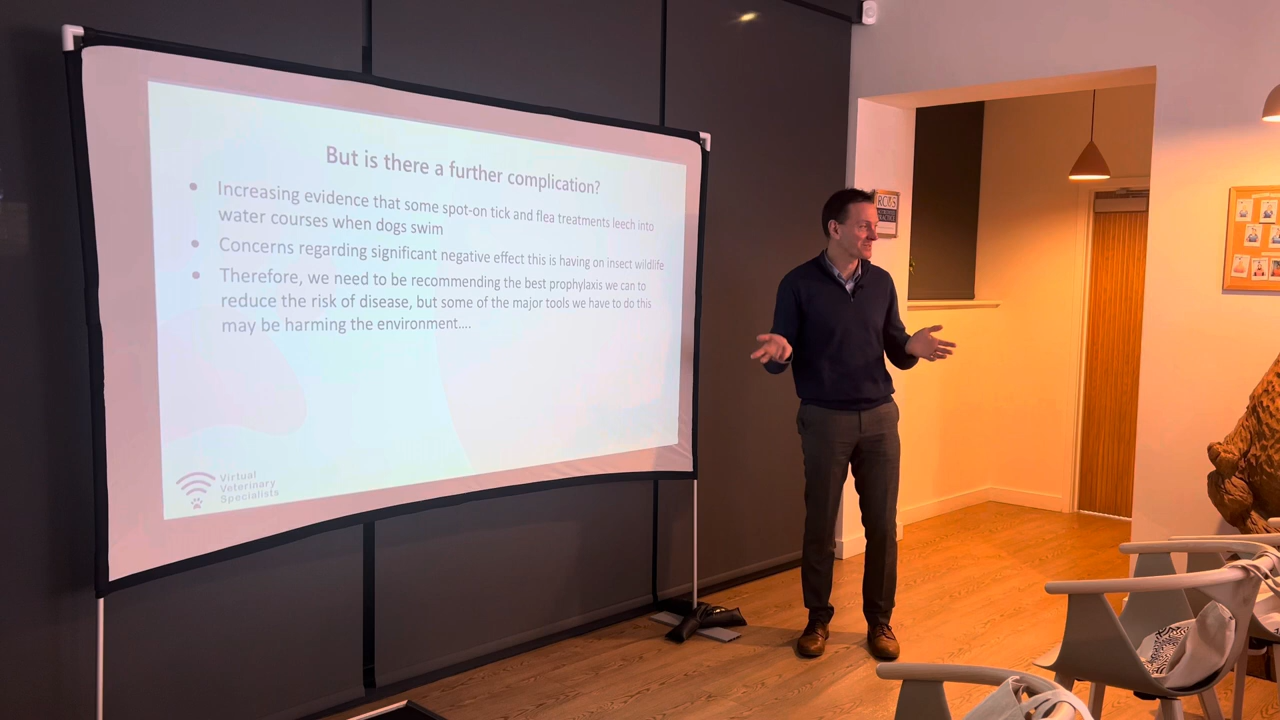 But is there a further complication?
• Increasing evidence that some spot-on tick and flea treatments leech into
water courses when dogs swim
• Concerns regarding significant negative effect this is having on insect wildlife
• Therefore, we need to be recommending the best prophylaxis we can to
reduce the risk of disease, but some of the major tools we have to do this
may be harming the environment....
Virtual
Veterinary
Specialists
PRACTICE